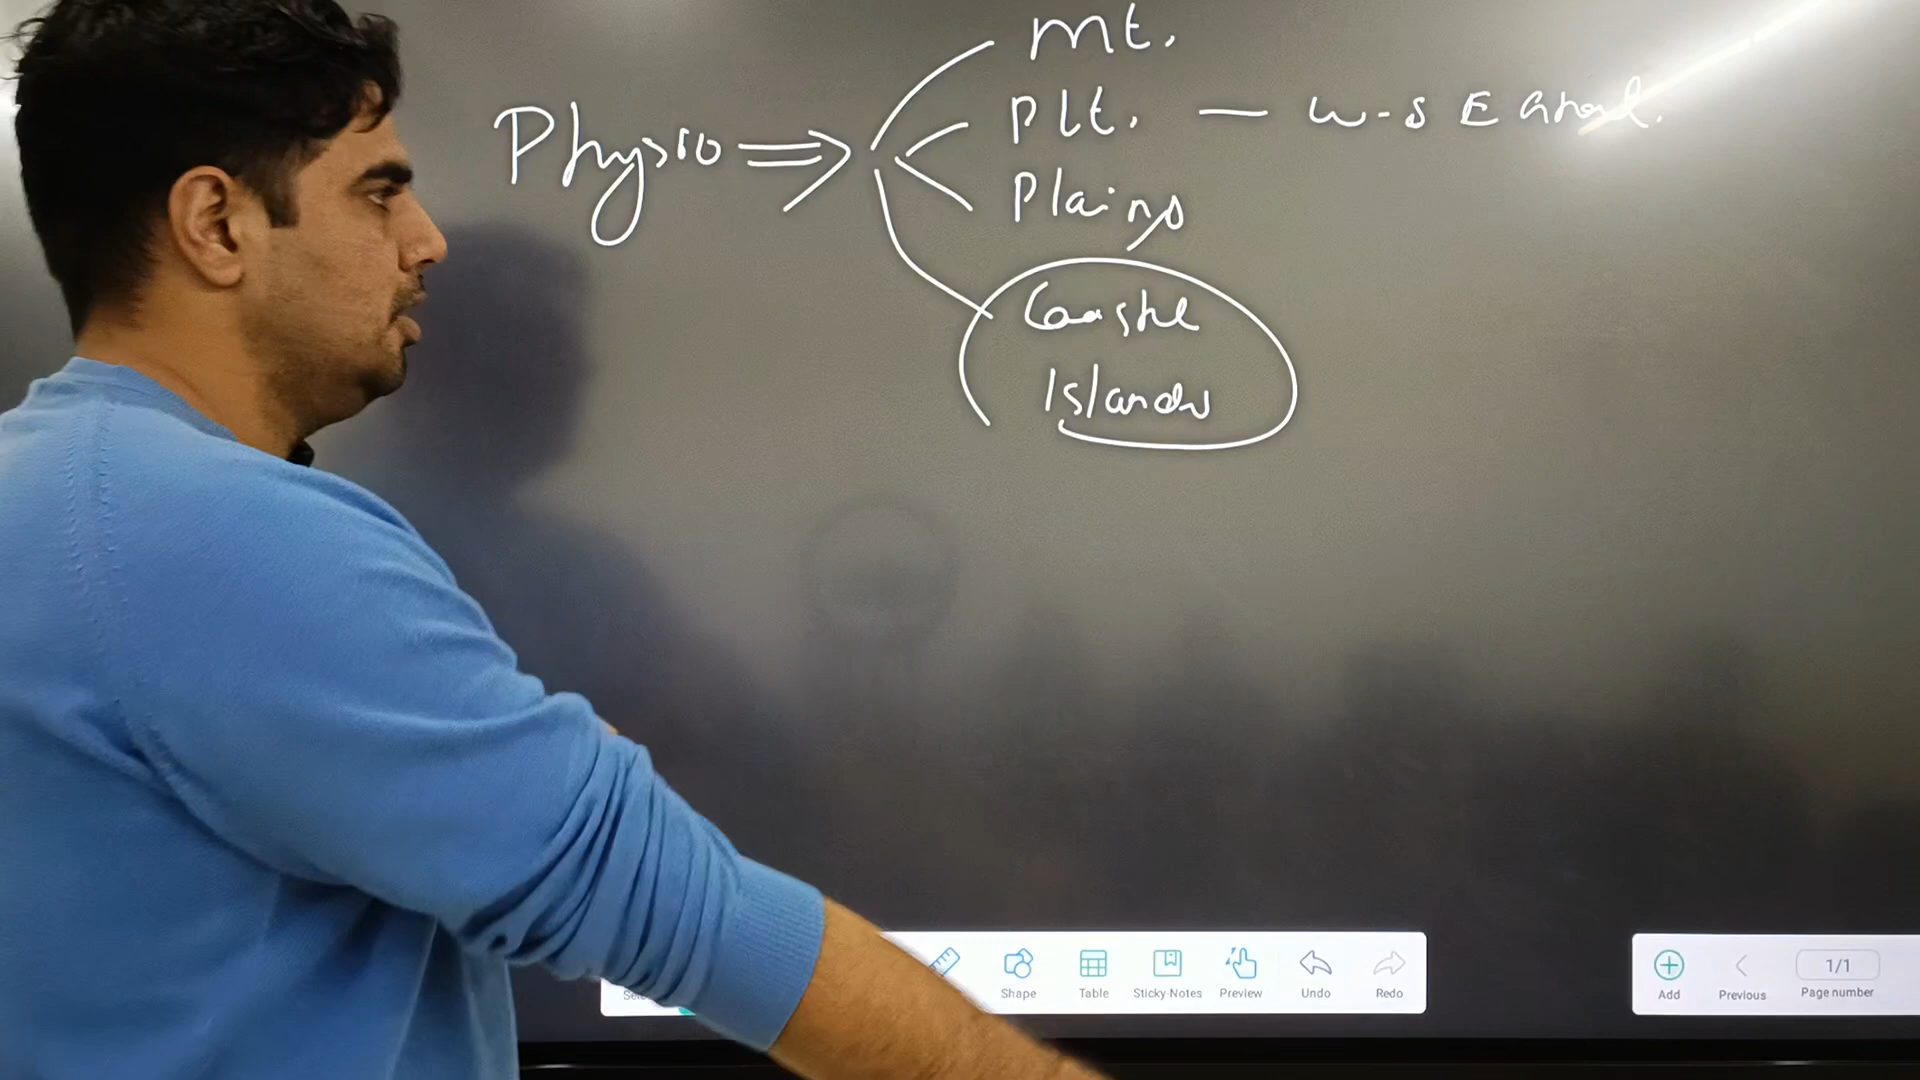 Mt.
Physio ⇒ Plt. — W-S E Ghat.
Plains
Coastal
Islands
Shape Table Sticky-Notes Preview Undo Redo
Add Previous 1/1 Page number